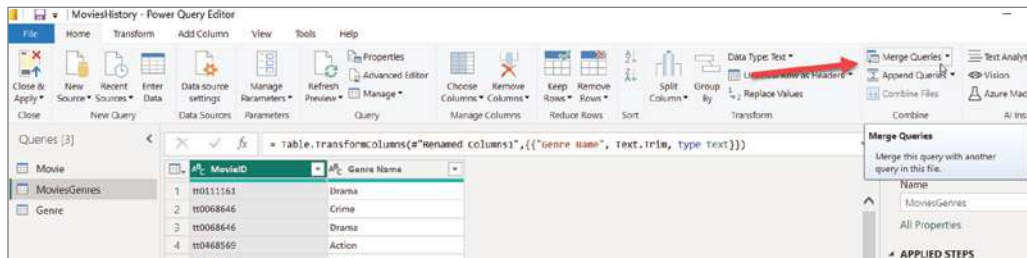 MoviesHistory - Power Query Editor
File Home Transform Add Column View Tools Help
Close & Apply
New Source
Recent Sources
Enter Data
Data source settings
Manage Parameters
Refresh Preview
Properties
Advanced Editor
Manage
Choose Columns
Remove Columns
Keep Rows
Remove Rows
Split Column
Group By
Data Type: Text
Row as Headers
Replace Values
Merge Queries
Append Queries
Combine Files
Text Analyt
Vision
Azure Mac
Close New Query Data Sources Parameters Query Manage Columns Reduce Rows Sort Transform Combine AI Ins
Queries [3]
= Table.TransformColumns(#"Renamed Columns1",{{"Genre Name", Text.Trim, type text}})
Merge Queries
Merge this query with another
query in this file.
Movie
MoviesGenres
Genre
MovieID Genre Name
1 tt0111161 Drama
2 tt0068646 Crime
3 tt0068646 Drama
4 tt0468569 Action
Name
MoviesGenres
All Properties
APPLIED STEPS